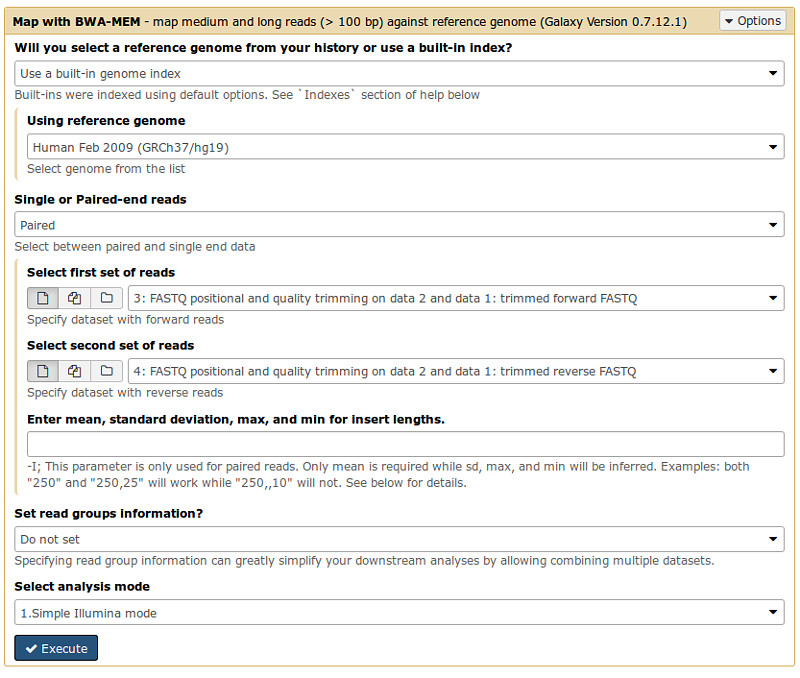 Map with BWA-MEM - map medium and long reads (> 100 bp) against reference genome (Galaxy Version 0.7.12.1)
Options
Will you select a reference genome from your history or use a built-in index?
Use a built-in genome index
Built-ins were indexed using default options. See `Indexes` section of help below
Using reference genome
Human Feb 2009 (GRCh37/hg19)
Select genome from the list
Single or Paired-end reads
Paired
Select between paired and single end data
Select first set of reads
3: FASTQ positional and quality trimming on data 2 and data 1: trimmed forward FASTQ
Specify dataset with forward reads
Select second set of reads
4: FASTQ positional and quality trimming on data 2 and data 1: trimmed reverse FASTQ
Specify dataset with reverse reads
Enter mean, standard deviation, max, and min for insert lengths.
-I; This parameter is only used for paired reads. Only mean is required while sd, max, and min will be inferred. Examples: both
"250" and "250,25" will work while "250,,10" will not. See below for details.
Set read groups information?
Do not set
Specifying read group information can greatly simplify your downstream analyses by allowing combining multiple datasets.
Select analysis mode
1.Simple Illumina mode
Execute